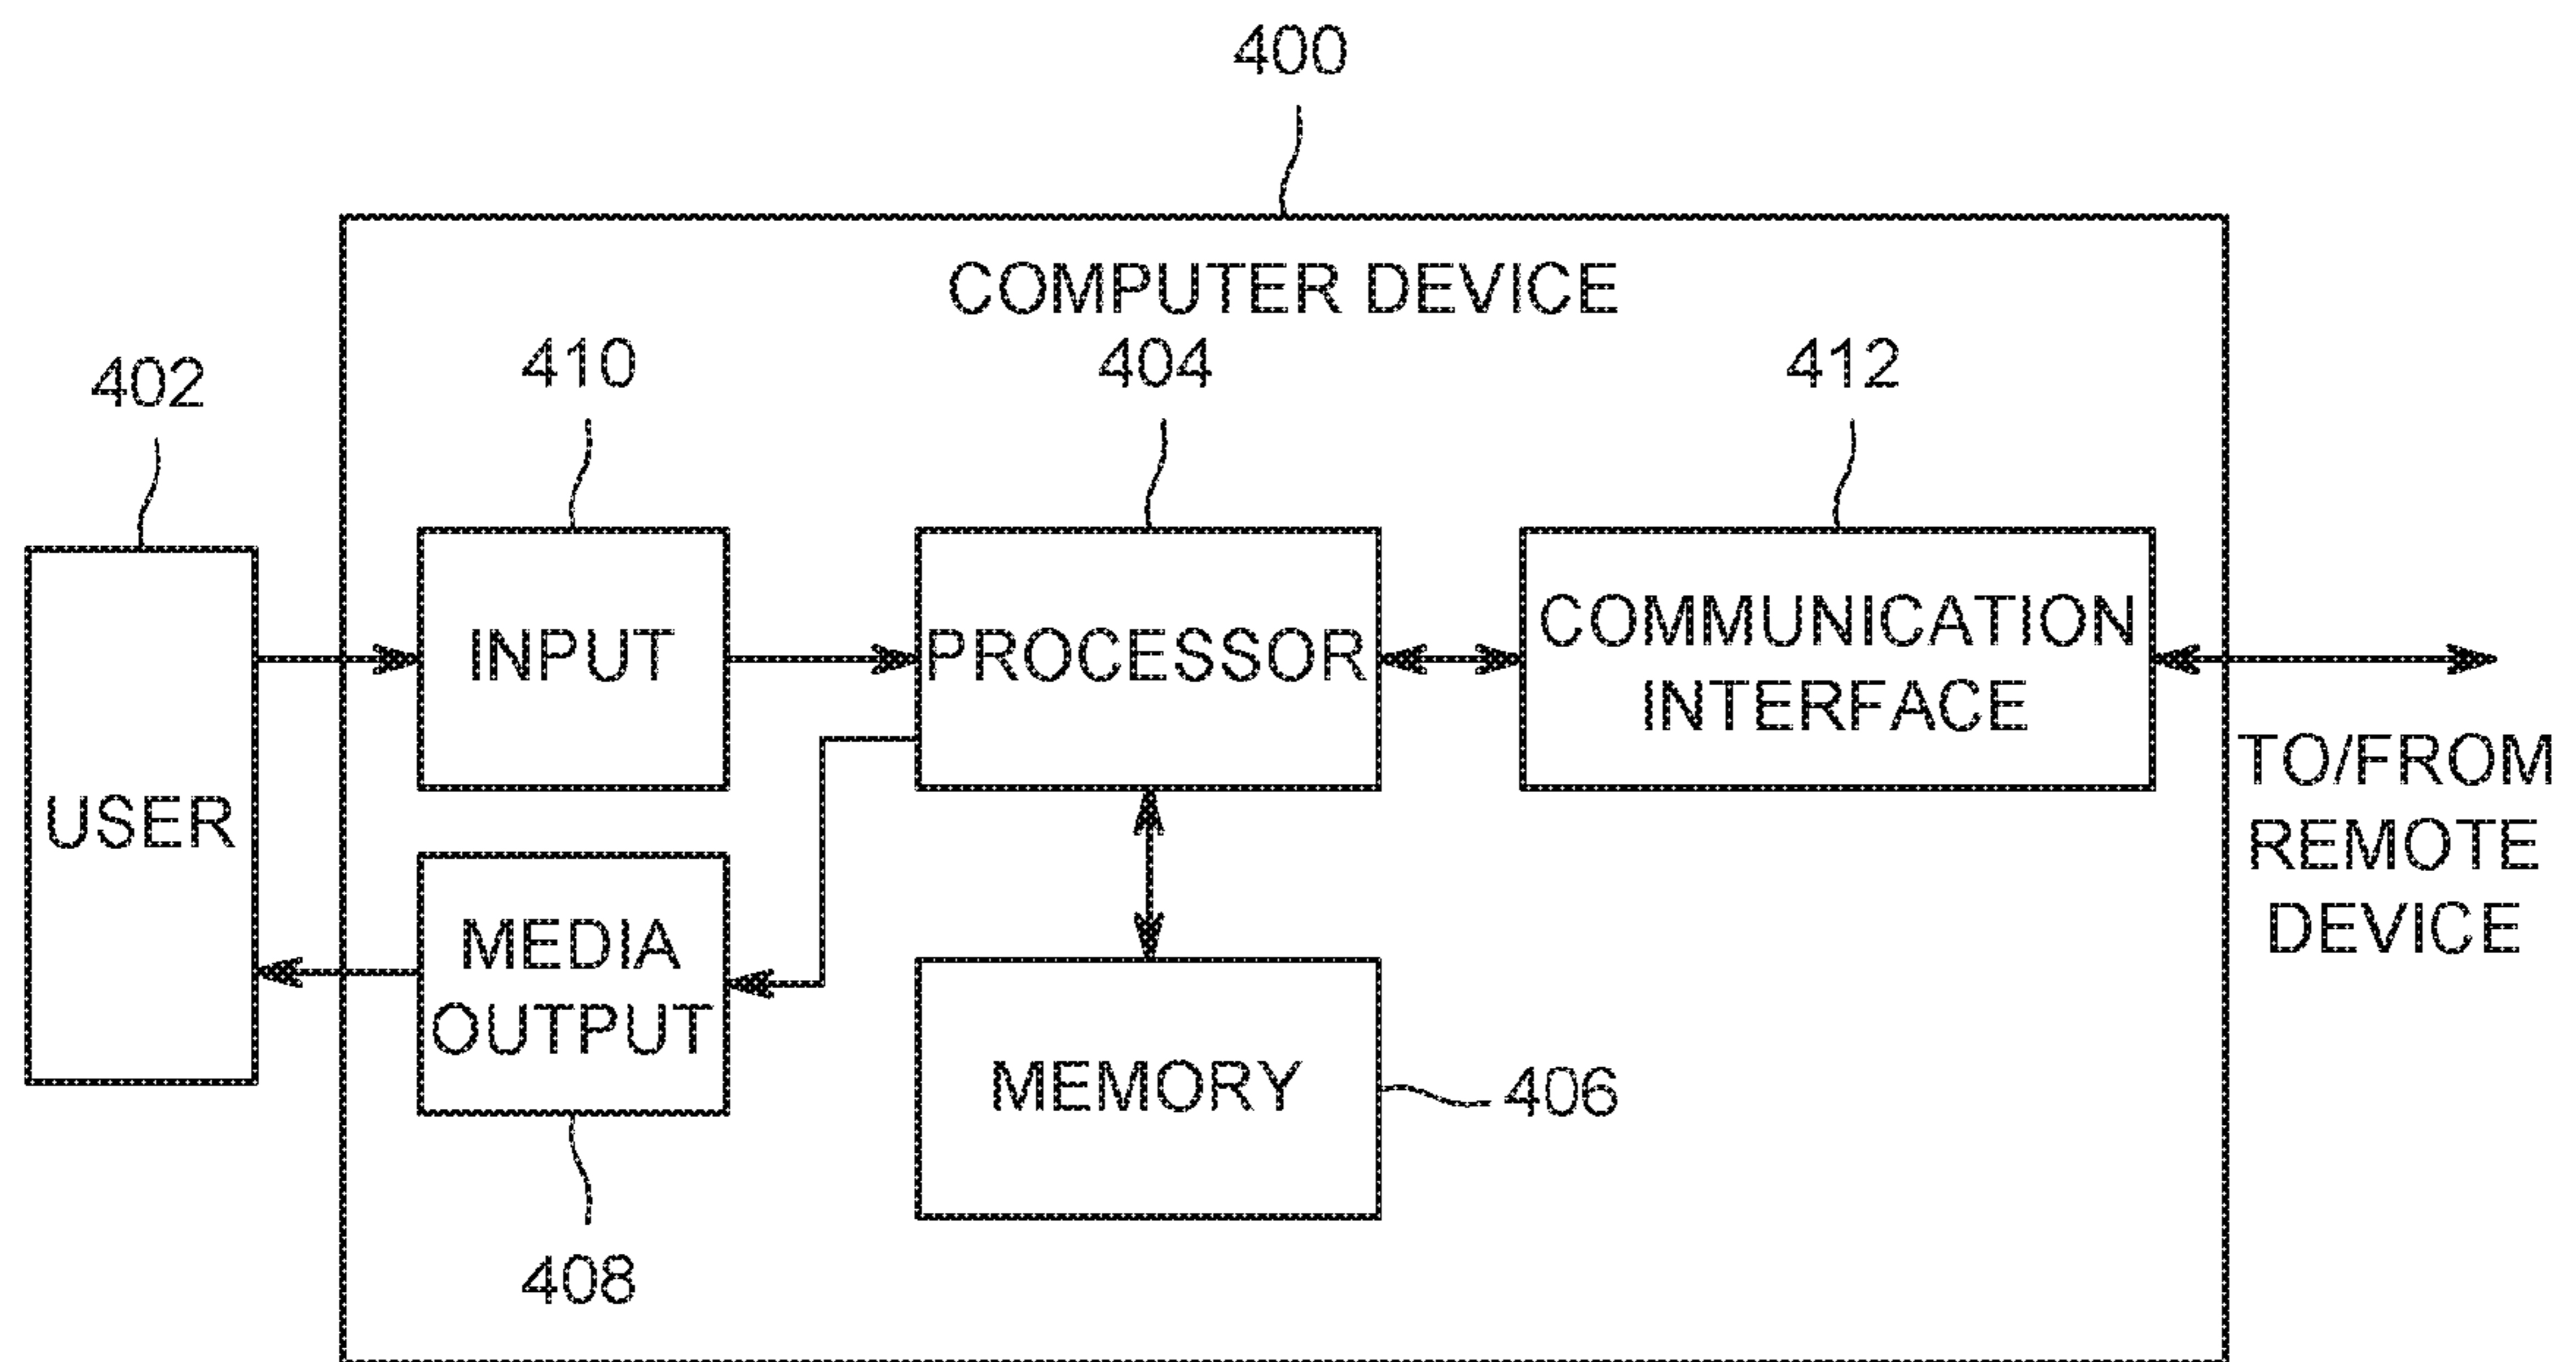 400
COMPUTER DEVICE
402
410
404
412
USER
INPUT
PROCESSOR
COMMUNICATION
INTERFACE
TO/FROM
REMOTE
DEVICE
MEDIA
OUTPUT
MEMORY
406
408